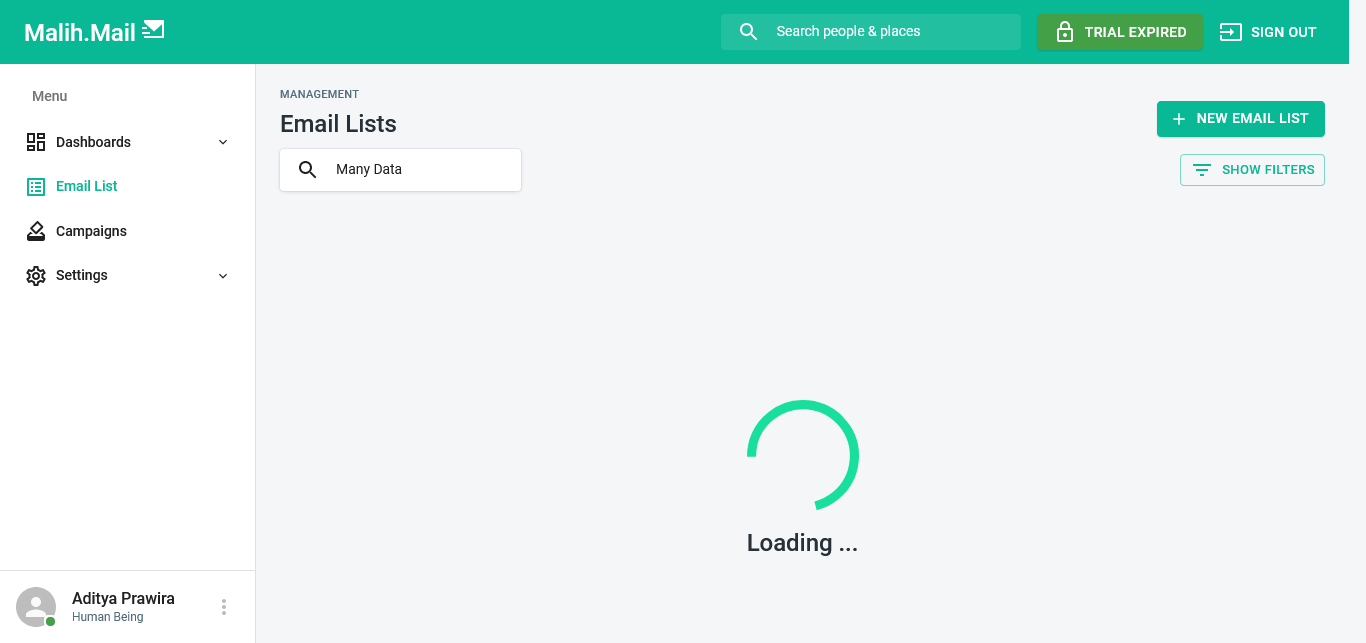 Malih.Mail
Search people & places
TRIAL EXPIRED
SIGN OUT
Menu
Dashboards
Email List
Campaigns
Settings
MANAGEMENT
Email Lists
NEW EMAIL LIST
Many Data
SHOW FILTERS
Loading ...
Aditya Prawira
Human Being